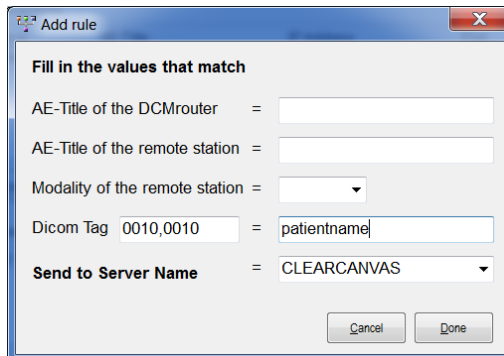 Add rule
Fill in the values that match
AE-Title of the DCMrouter =
AE-Title of the remote station =
Modality of the remote station =
Dicom Tag 0010,0010 = patientname
Send to Server Name = CLEARCANVAS
Cancel Done